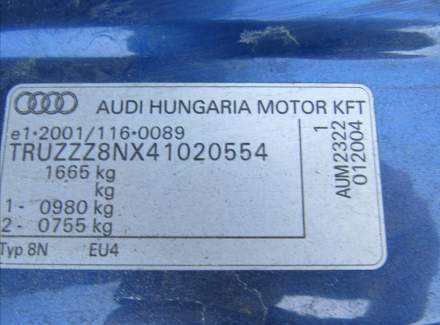 AUDI HUNGARIA MOTOR KFT
e1*2001/116*0089
TRUZZZ8NX41020554
1665 kg
kg
1- 0980 kg
2- 0755 kg
Typ 8N EU4
1
AUM2322
012004